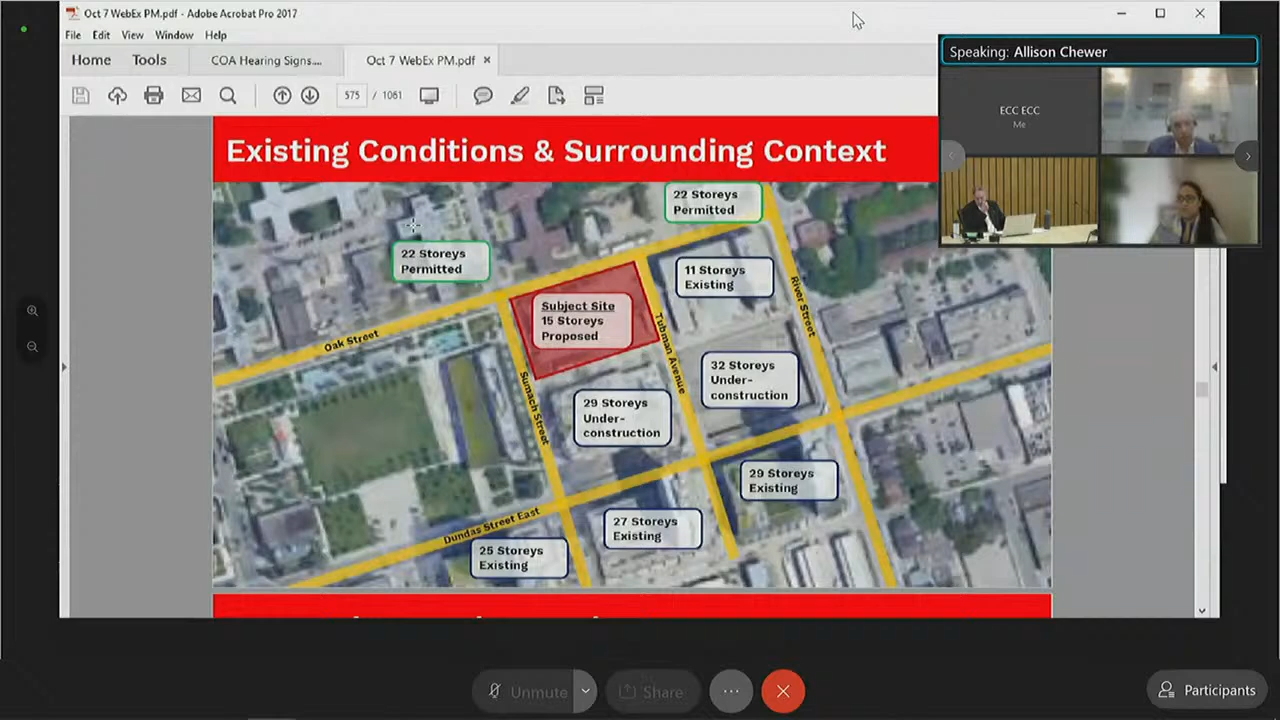 Oct 7 WebEx PM.pdf - Adobe Acrobat Pro 2017
File Edit View Window Help
Home Tools COA Hearing Signs.... Oct 7 WebEx PM.pdf ×
575 / 1061
Speaking: Allison Chewer
ECC ECC
Me
Existing Conditions & Surrounding Context
22 Storeys
Permitted
22 Storeys
Permitted
11 Storeys
Existing
Subject Site
15 Storeys
Proposed
Oak Street
River Street
Tubman Avenue
Sumach Street
32 Storeys
Under-
construction
29 Storeys
Under-
construction
29 Storeys
Existing
27 Storeys
Existing
Dundas Street East
25 Storeys
Existing
Unmute
Share
Participants